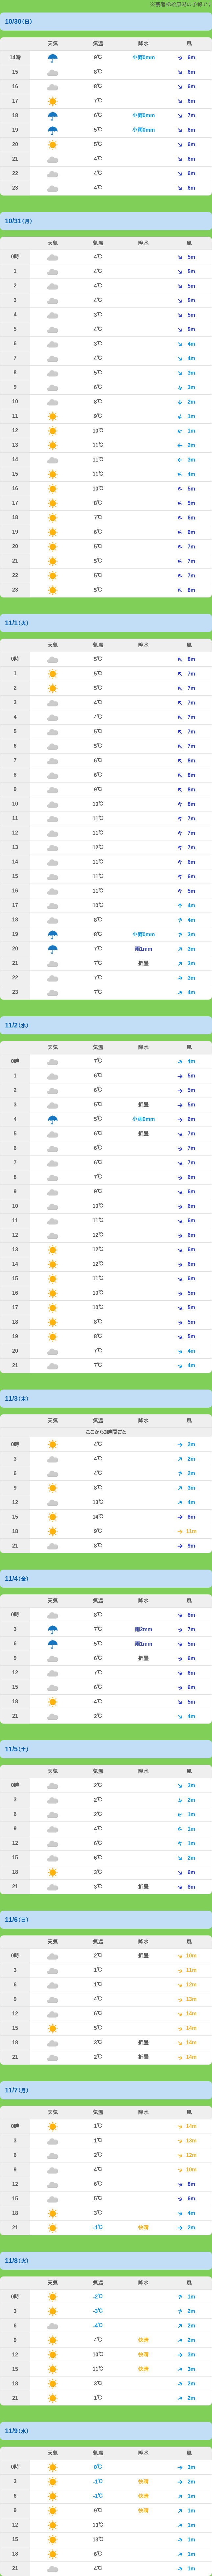 ※最新積地原領の予報です
10/30(日)
天気 気温 降水 風
14時 9℃ 小雨0mm 6m
15 8℃ 6m
16 8℃ 6m
17 7℃ 6m
18 6℃ 小雨0mm 7m
19 5℃ 小雨0mm 6m
20 5℃ 6m
21 4℃ 6m
22 4℃ 6m
23 4℃ 6m
10/31(月)
天気 気温 降水 風
0時 4℃ 5m
1 4℃ 5m
2 4℃ 5m
3 4℃ 5m
4 3℃ 5m
5 4℃ 5m
6 3℃ 4m
7 4℃ 4m
8 5℃ 3m
9 6℃ 3m
10 8℃ 2m
11 9℃ 1m
12 10℃ 1m
13 11℃ 2m
14 11℃ 3m
15 11℃ 4m
16 10℃ 5m
17 8℃ 5m
18 7℃ 6m
19 6℃ 6m
20 5℃ 7m
21 5℃ 7m
22 5℃ 7m
23 5℃ 8m
11/1(火)
天気 気温 降水 風
0時 5℃ 8m
1 5℃ 7m
2 5℃ 7m
3 4℃ 7m
4 4℃ 7m
5 5℃ 7m
6 5℃ 7m
7 6℃ 8m
8 6℃ 8m
9 9℃ 8m
10 10℃ 8m
11 11℃ 7m
12 11℃ 7m
13 12℃ 7m
14 11℃ 6m
15 11℃ 6m
16 11℃ 5m
17 10℃ 4m
18 8℃ 4m
19 8℃ 小雨0mm 3m
20 7℃ 雨1mm 3m
21 7℃ 折畳 3m
22 7℃ 3m
23 7℃ 4m
11/2(水)
天気 気温 降水 風
0時 7℃ 4m
1 6℃ 5m
2 6℃ 5m
3 5℃ 折畳 5m
4 5℃ 小雨0mm 6m
5 6℃ 折畳 7m
6 6℃ 7m
7 6℃ 7m
8 7℃ 6m
9 9℃ 6m
10 10℃ 6m
11 11℃ 6m
12 12℃ 6m
13 12℃ 6m
14 12℃ 6m
15 11℃ 6m
16 10℃ 5m
17 10℃ 5m
18 8℃ 5m
19 8℃ 5m
20 7℃ 4m
21 7℃ 4m
11/3(木)
天気 気温 降水 風
ここから3時間ごと
0時 4℃ 2m
3 4℃ 2m
6 4℃ 2m
9 8℃ 3m
12 13℃ 4m
15 14℃ 8m
18 9℃ 11m
21 8℃ 9m
11/4(金)
天気 気温 降水 風
0時 8℃ 8m
3 7℃ 雨2mm 7m
6 5℃ 雨1mm 5m
9 6℃ 折畳 6m
12 7℃ 6m
15 6℃ 6m
18 4℃ 5m
21 2℃ 4m
11/5(土)
天気 気温 降水 風
0時 2℃ 3m
3 2℃ 2m
6 2℃ 1m
9 4℃ 1m
12 6℃ 1m
15 6℃ 2m
18 3℃ 6m
21 3℃ 折畳 8m
11/6(日)
天気 気温 降水 風
0時 2℃ 折畳 10m
3 1℃ 11m
6 1℃ 12m
9 4℃ 13m
12 6℃ 14m
15 5℃ 14m
18 3℃ 折畳 14m
21 2℃ 折畳 14m
11/7(月)
天気 気温 降水 風
0時 1℃ 14m
3 1℃ 13m
6 2℃ 12m
9 4℃ 10m
12 6℃ 8m
15 5℃ 6m
18 3℃ 4m
21 -1℃ 快晴 2m
11/8(火)
天気 気温 降水 風
0時 -2℃ 1m
3 -3℃ 2m
6 -4℃ 2m
9 4℃ 快晴 2m
12 10℃ 快晴 3m
15 11℃ 快晴 3m
18 3℃ 2m
21 1℃ 2m
11/9(水)
天気 気温 降水 風
0時 0℃ 3m
3 -1℃ 快晴 2m
6 -1℃ 快晴 1m
9 9℃ 快晴 1m
12 13℃ 1m
15 13℃ 1m
18 6℃ 1m
21 4℃ 1m